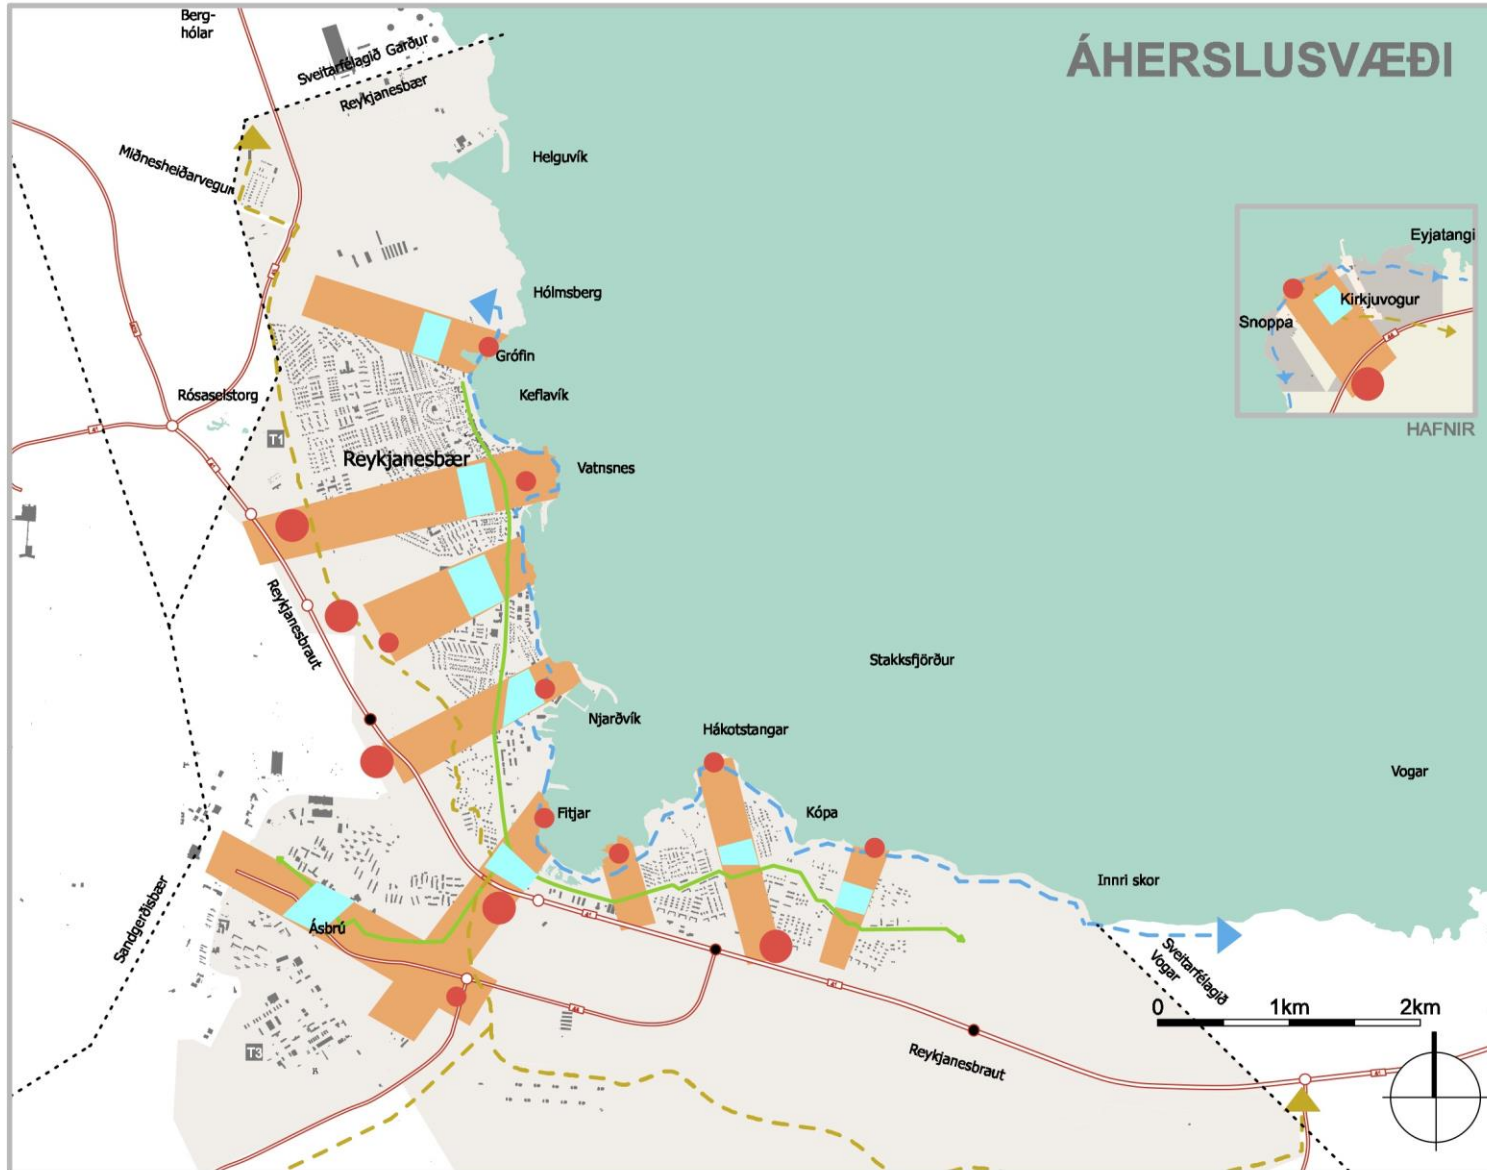 Berg-
hólar
ÁHERSLUSVÆÐI
Sveitarfélagið Garður
Reykjanesbær
Miðnesheiðarvegur
Helguvík
Eyjatangi
Kirkjuvogur
Snoppa
Hólmsberg
Grófin
Rósaselstorg
Keflavík
HAFNIR
T1
Reykjanesbær
Vatnsnes
Reykjanesbraut
Stakksfjörður
Njarðvík
Hákotstangar
Vogar
Fitjar
Kópa
Innri skor
Ásbrú
Sandgerðisbær
Sveitarfélagið
Vogar
0 1km 2km
T3
Reykjanesbraut